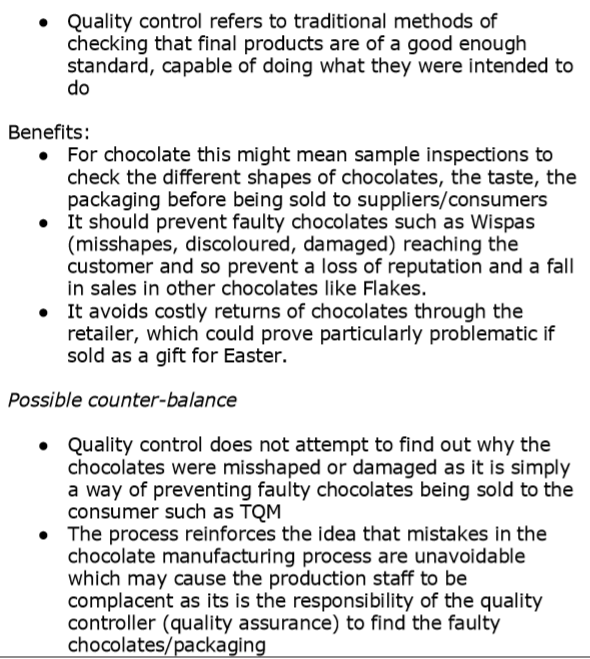 • Quality control refers to traditional methods of
checking that final products are of a good enough
standard, capable of doing what they were intended to
do
Benefits:
• For chocolate this might mean sample inspections to
check the different shapes of chocolates, the taste, the
packaging before being sold to suppliers/consumers
• It should prevent faulty chocolates such as Wispas
(misshapes, discoloured, damaged) reaching the
customer and so prevent a loss of reputation and a fall
in sales in other chocolates like Flakes.
• It avoids costly returns of chocolates through the
retailer, which could prove particularly problematic if
sold as a gift for Easter.
Possible counter-balance
• Quality control does not attempt to find out why the
chocolates were misshaped or damaged as it is simply
a way of preventing faulty chocolates being sold to the
consumer such as TQM
• The process reinforces the idea that mistakes in the
chocolate manufacturing process are unavoidable
which may cause the production staff to be
complacent as its is the responsibility of the quality
controller (quality assurance) to find the faulty
chocolates/packaging